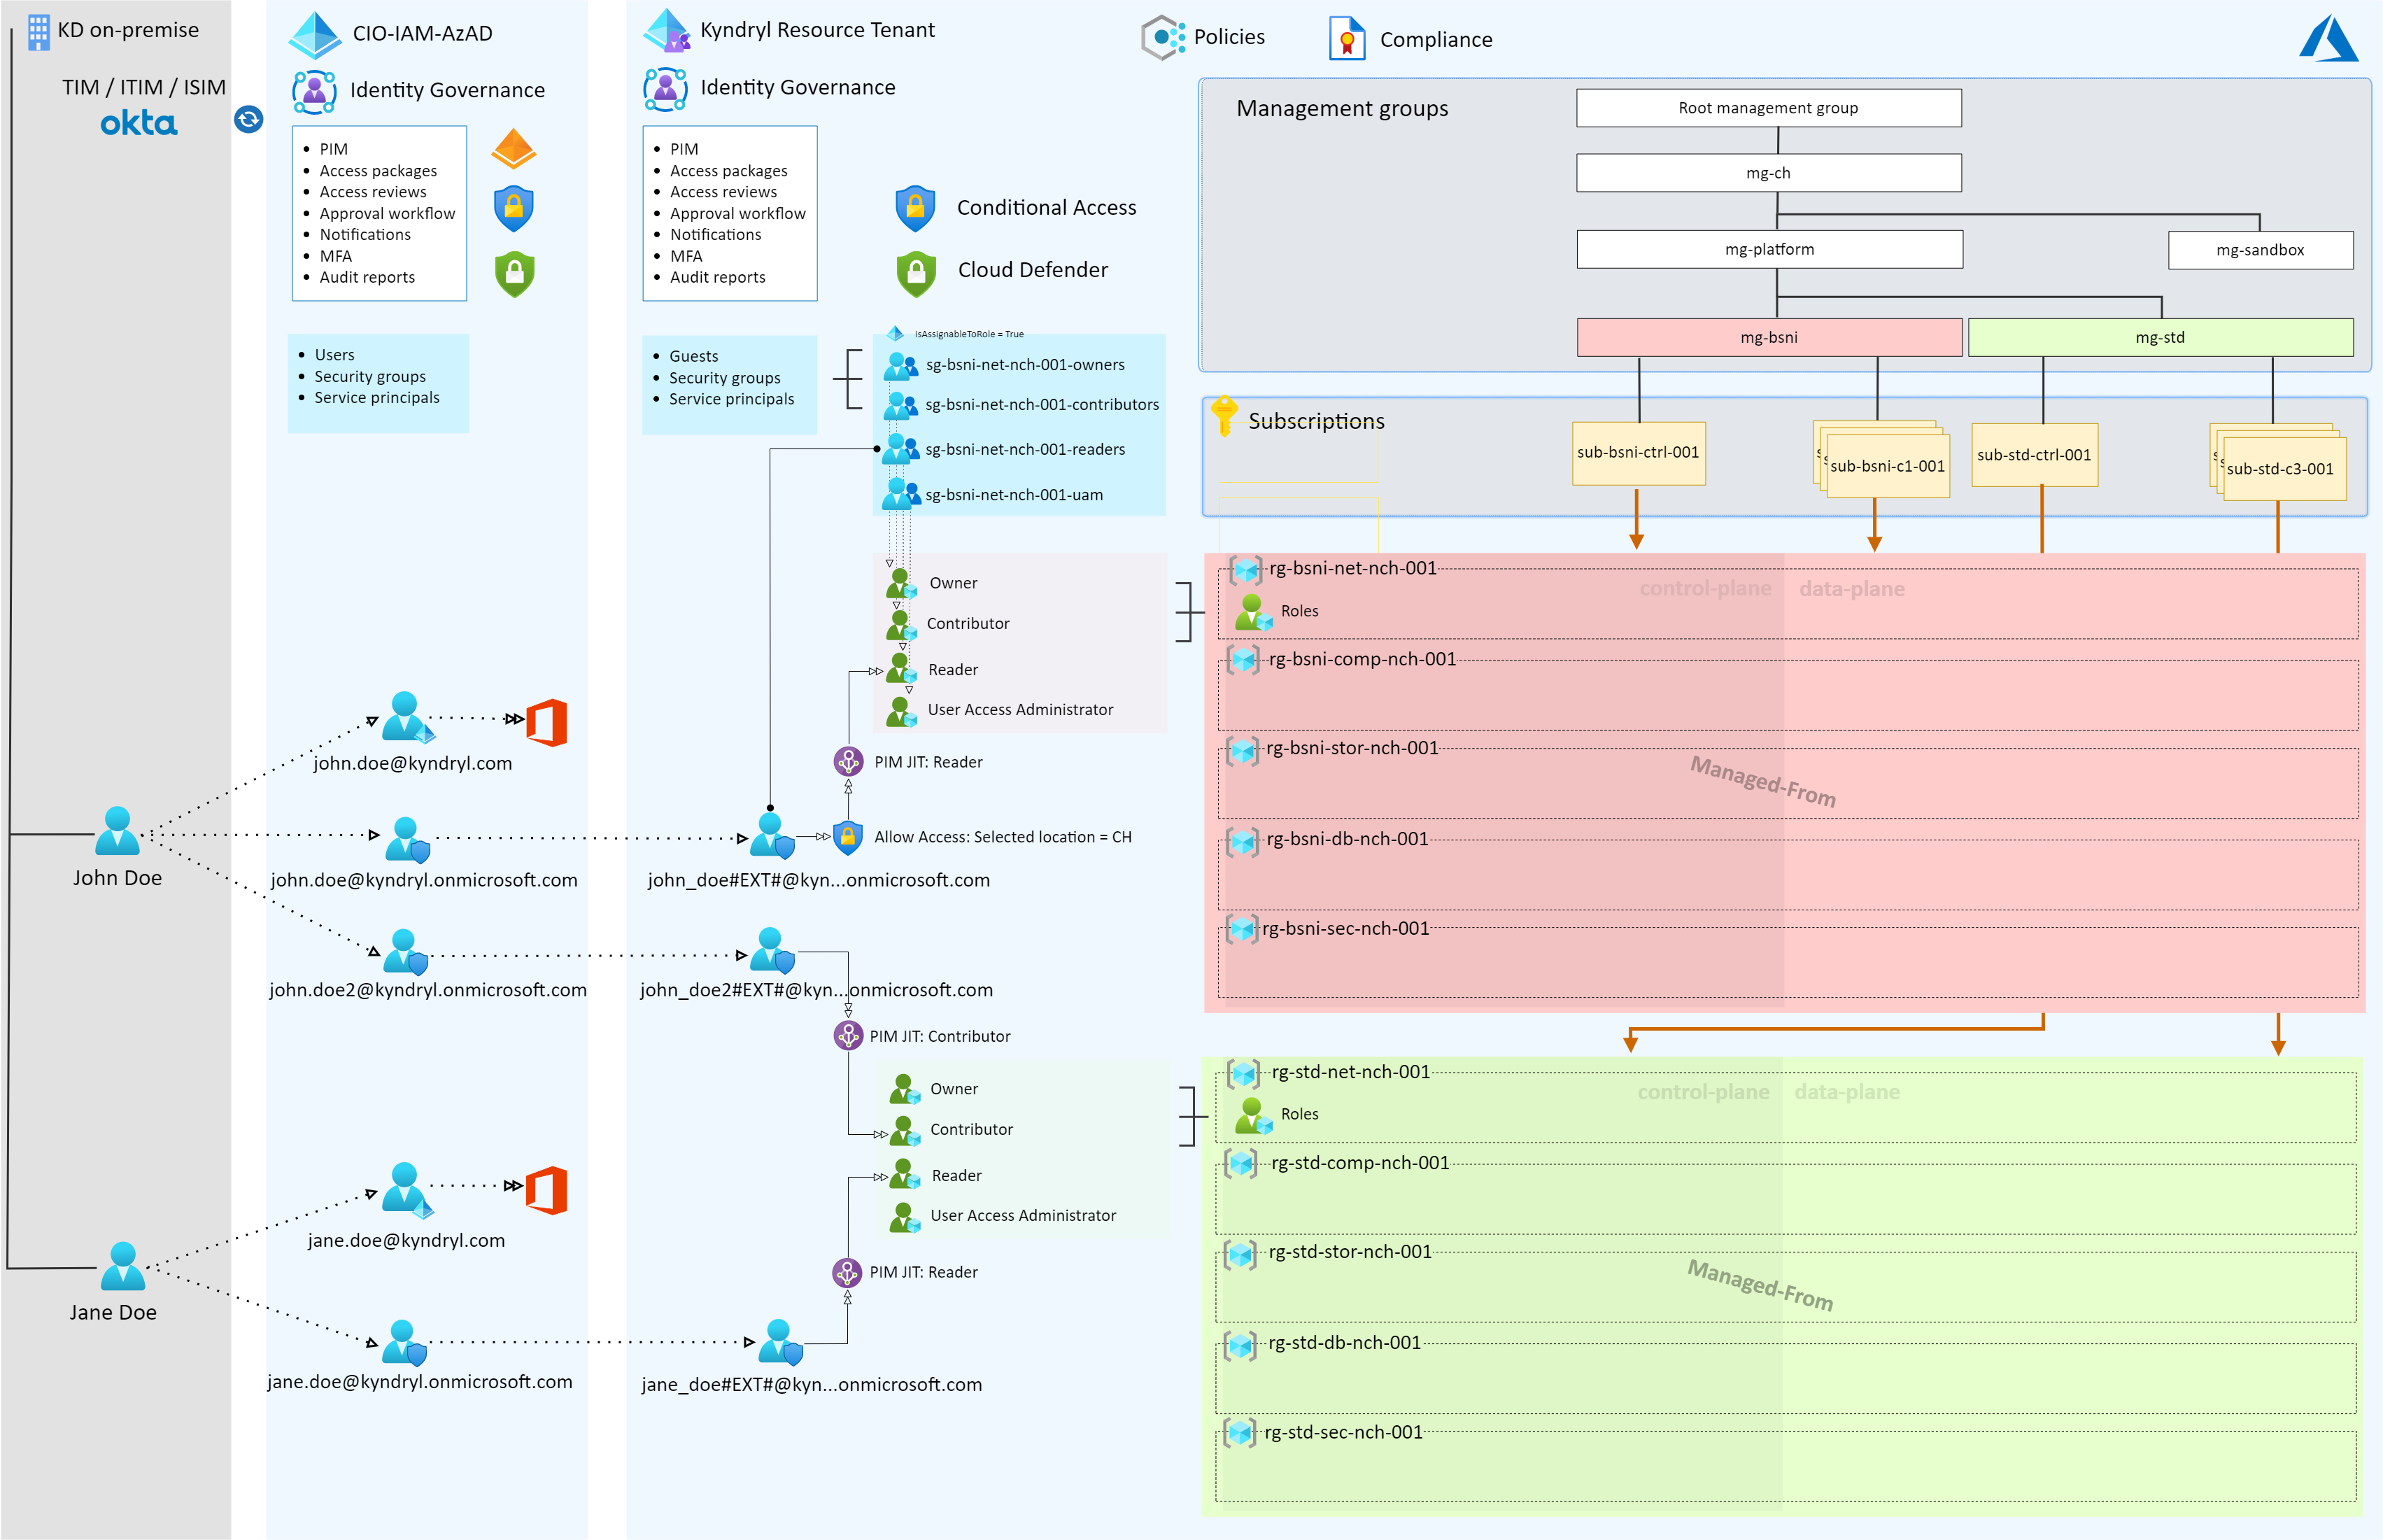 KD on-premise
TIM / ITIM / ISIM
okta
CIO-IAM-AzAD
Identity Governance
PIM
Access packages
Access reviews
Approval workflow
Notifications
MFA
Audit reports
Users
Security groups
Service principals
Kyndryl Resource Tenant
Identity Governance
PIM
Access packages
Access reviews
Approval workflow
Notifications
MFA
Audit reports
Conditional Access
Cloud Defender
Guests
Security groups
Service principals
isAssignableToRole = True
sg-bsni-net-nch-001-owners
sg-bsni-net-nch-001-contributors
sg-bsni-net-nch-001-readers
sg-bsni-net-nch-001-uam
Owner
Contributor
Reader
User Access Administrator
PIM JIT: Reader
Allow Access: Selected location = CH
john.doe@kyndryl.com
John Doe
john.doe@kyndryl.onmicrosoft.com
john_doe#EXT#@kyn...onmicrosoft.com
john.doe2@kyndryl.onmicrosoft.com
john_doe2#EXT#@kyn...onmicrosoft.com
PIM JIT: Contributor
Owner
Contributor
Reader
User Access Administrator
PIM JIT: Reader
jane.doe@kyndryl.com
Jane Doe
jane.doe@kyndryl.onmicrosoft.com
jane_doe#EXT#@kyn...onmicrosoft.com
Policies
Compliance
Management groups
Root management group
mg-ch
mg-platform
mg-sandbox
mg-bsni
mg-std
Subscriptions
sub-bsni-ctrl-001
s
s
sub-bsni-c1-001
sub-std-ctrl-001
s
s
sub-std-c3-001
rg-bsni-net-nch-001
control-plane
data-plane
Roles
rg-bsni-comp-nch-001
rg-bsni-stor-nch-001
Managed-From
rg-bsni-db-nch-001
rg-bsni-sec-nch-001
rg-std-net-nch-001
control-plane
data-plane
Roles
rg-std-comp-nch-001
rg-std-stor-nch-001
Managed-From
rg-std-db-nch-001
rg-std-sec-nch-001